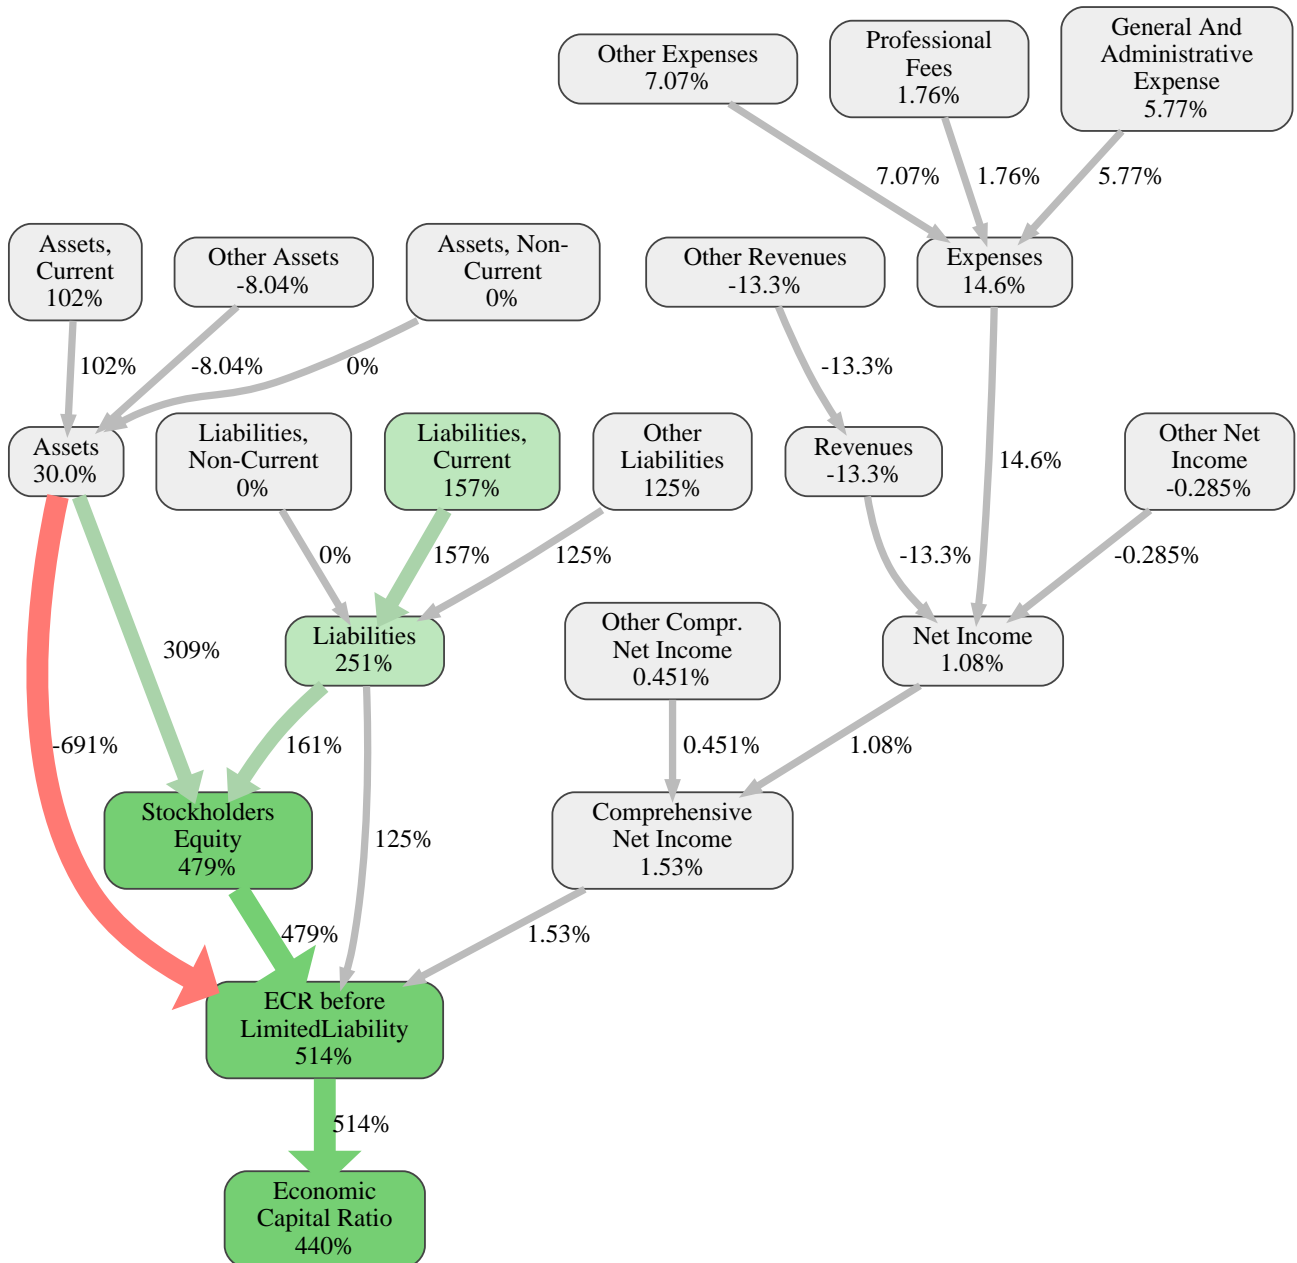 Other Expenses
7.07%
Professional
Fees
1.76%
General And
Administrative
Expense
5.77%
7.07%
1.76%
5.77%
Assets,
Current
102%
Other Assets
-8.04%
Assets, Non-
Current
0%
Other Revenues
-13.3%
Expenses
14.6%
102%
-8.04%
0%
-13.3%
Assets
30.0%
Liabilities,
Non-Current
0%
Liabilities,
Current
157%
Other
Liabilities
125%
Revenues
-13.3%
14.6%
Other Net
Income
-0.285%
0%
157%
125%
-13.3%
-0.285%
309%
Liabilities
251%
Other Compr.
Net Income
0.451%
Net Income
1.08%
-691%
161%
0.451%
1.08%
Stockholders
Equity
479%
125%
Comprehensive
Net Income
1.53%
479%
1.53%
ECR before
LimitedLiability
514%
514%
Economic
Capital Ratio
440%